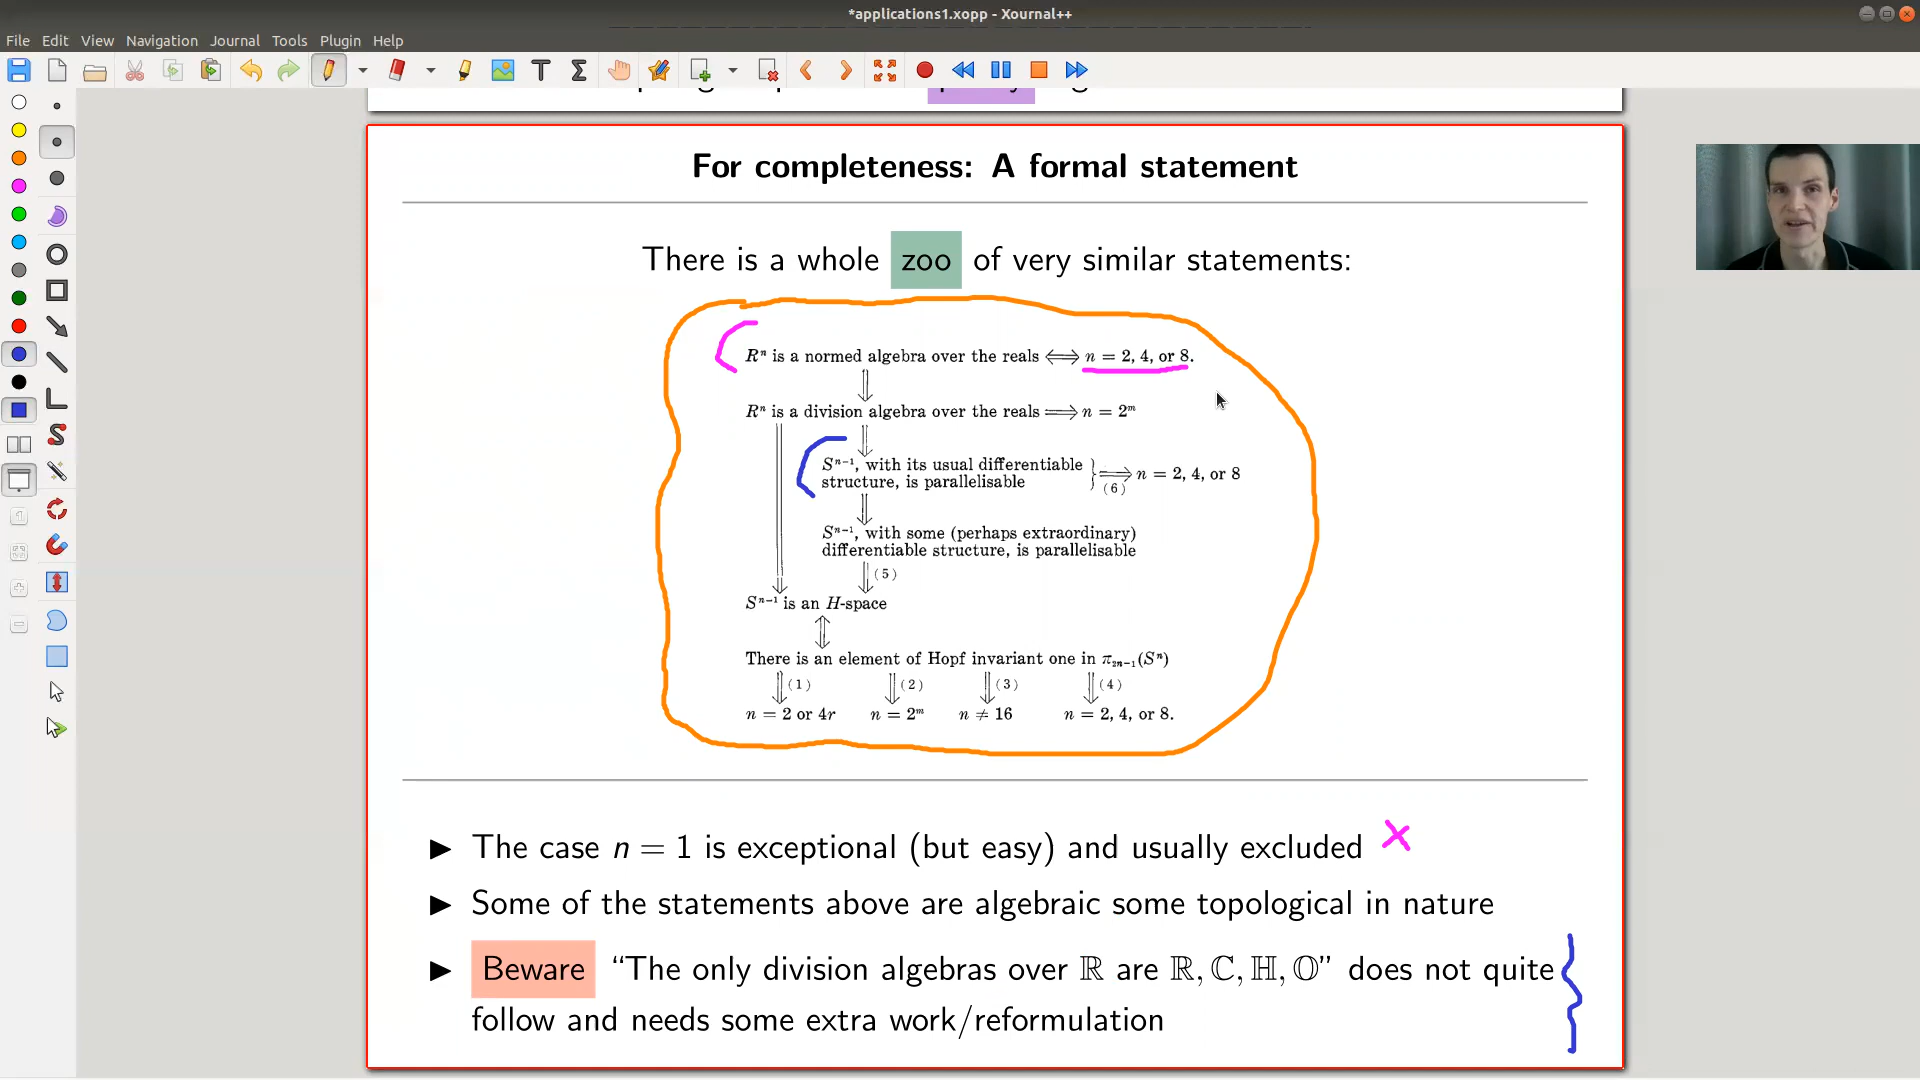 *applications1.xopp - Xournal++
File Edit View Navigation Journal Tools Plugin Help
For completeness: A formal statement
There is a whole zoo of very similar statements:
Rⁿ is a normed algebra over the reals ⟺ n = 2, 4, or 8.
⇓
Rⁿ is a division algebra over the reals ⟹ n = 2ᵐ
⇓
Sⁿ⁻¹, with its usual differentiable
structure, is parallelisable } ⟹ (6) n = 2, 4, or 8
⇓
Sⁿ⁻¹, with some (perhaps extraordinary)
differentiable structure, is parallelisable
⇓ ⇓ (5)
Sⁿ⁻¹ is an H-space
⇕
There is an element of Hopf invariant one in π₂ₙ₋₁(Sⁿ)
⇓ (1) ⇓ (2) ⇓ (3) ⇓ (4)
n = 2 or 4r n = 2ᵐ n ≠ 16 n = 2, 4, or 8.
▶ The case n = 1 is exceptional (but easy) and usually excluded
▶ Some of the statements above are algebraic some topological in nature
▶ Beware “The only division algebras over ℝ are ℝ, ℂ, ℍ, 𝕆” does not quite
follow and needs some extra work/reformulation